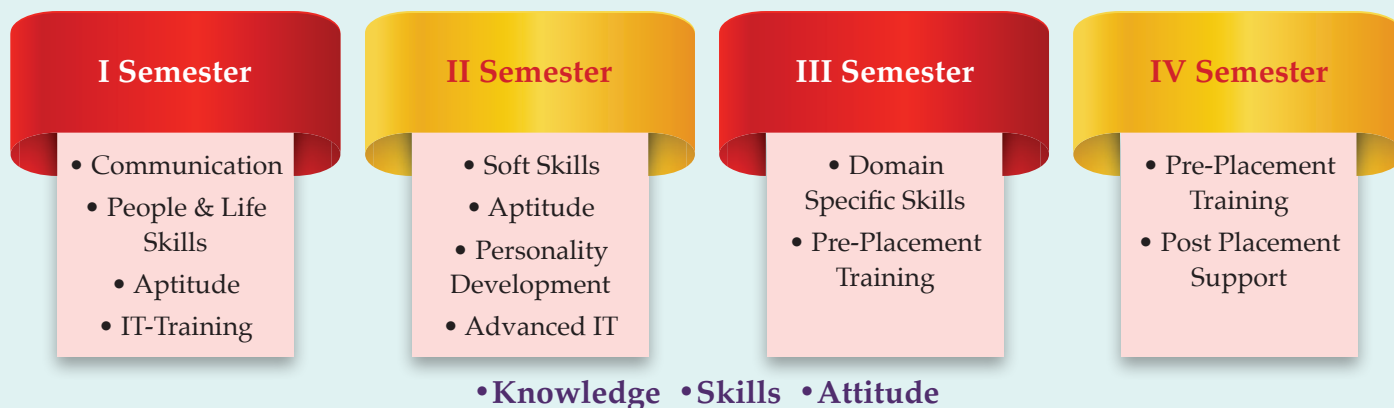 I Semester
• Communication
• People & Life
Skills
• Aptitude
• IT-Training
II Semester
• Soft Skills
• Aptitude
• Personality
Development
• Advanced IT
III Semester
• Domain
Specific Skills
• Pre-Placement
Training
IV Semester
• Pre-Placement
Training
• Post Placement
Support
•Knowledge •Skills •Attitude